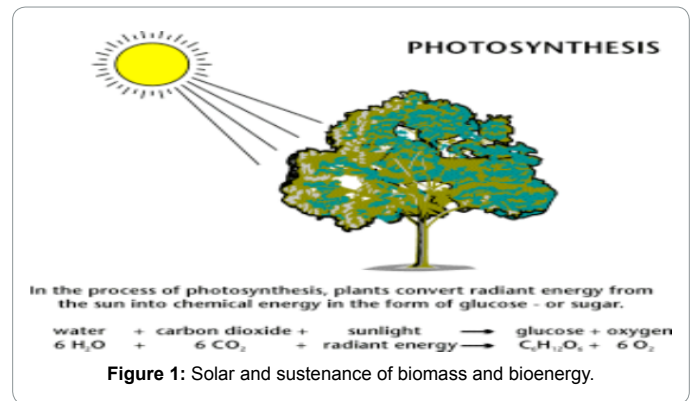 PHOTOSYNTHESIS
In the process of photosynthesis, plants convert radiant energy from
the sun into chemical energy in the form of glucose - or sugar.
water + carbon dioxide + sunlight → glucose + oxygen
6 H₂O + 6 CO₂ + radiant energy → C₆H₁₂O₆ + 6 O₂
Figure 1: Solar and sustenance of biomass and bioenergy.